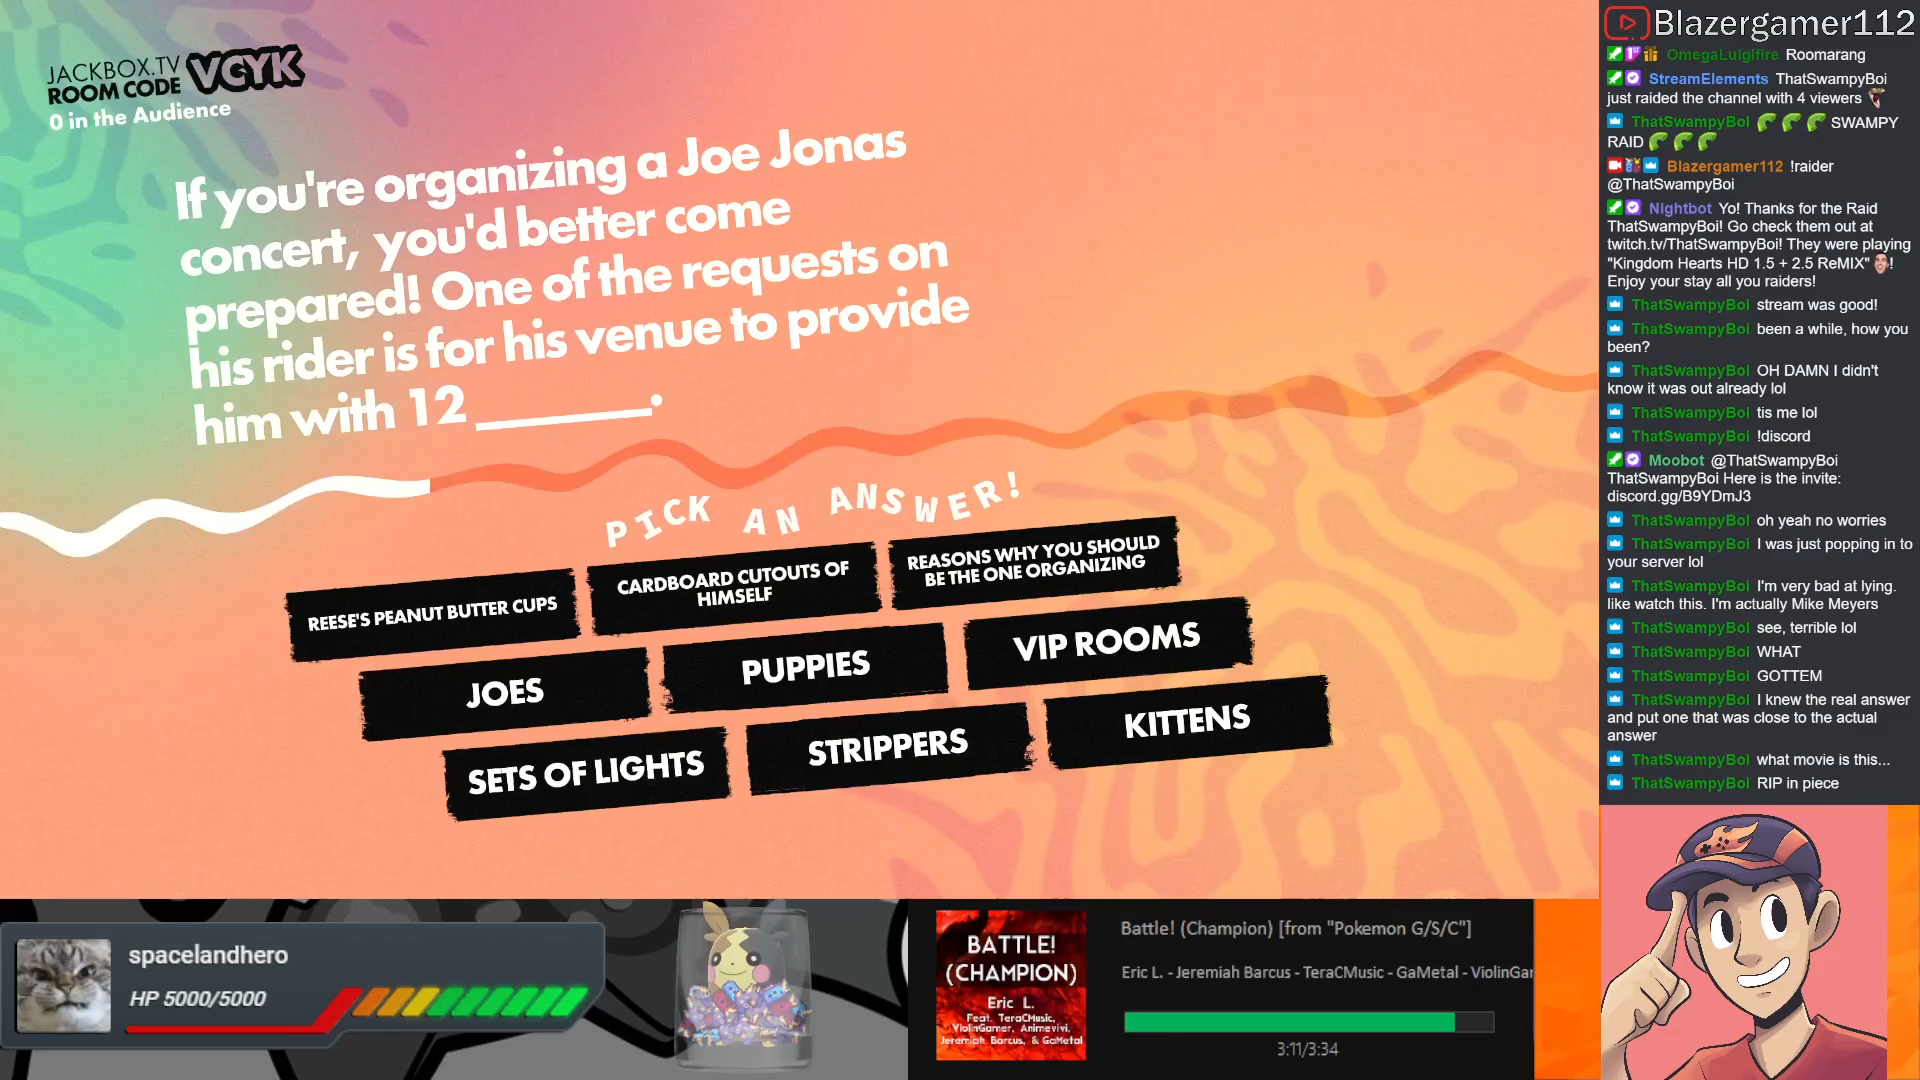 JACKBOX.TV
ROOM CODE VGYK
0 in the Audience
If you're organizing a Joe Jonas
concert, you'd better come
prepared! One of the requests on
his rider is for his venue to provide
him with 12 ______.
PICK AN ANSWER!
REESE'S PEANUT BUTTER CUPS
CARDBOARD CUTOUTS OF
HIMSELF
REASONS WHY YOU SHOULD
BE THE ONE ORGANIZING
JOES
PUPPIES
VIP ROOMS
SETS OF LIGHTS
STRIPPERS
KITTENS
Blazergamer112
OmegaLuigifire Roomarang
StreamElements ThatSwampyBoi
just raided the channel with 4 viewers
ThatSwampyBoi SWAMPY
RAID
Blazergamer112 !raider
@ThatSwampyBoi
Nightbot Yo! Thanks for the Raid
ThatSwampyBoi! Go check them out at
twitch.tv/ThatSwampyBoi! They were playing
"Kingdom Hearts HD 1.5 + 2.5 ReMIX" !
Enjoy your stay all you raiders!
ThatSwampyBoi stream was good!
ThatSwampyBoi been a while, how you
been?
ThatSwampyBoi OH DAMN I didn't
know it was out already lol
ThatSwampyBoi tis me lol
ThatSwampyBoi !discord
Moobot @ThatSwampyBoi
ThatSwampyBoi Here is the invite:
discord.gg/B9YDmJ3
ThatSwampyBoi oh yeah no worries
ThatSwampyBoi I was just popping in to
your server lol
ThatSwampyBoi I'm very bad at lying.
like watch this. I'm actually Mike Meyers
ThatSwampyBoi see, terrible lol
ThatSwampyBoi WHAT
ThatSwampyBoi GOTTEM
ThatSwampyBoi I knew the real answer
and put one that was close to the actual
answer
ThatSwampyBoi what movie is this...
ThatSwampyBoi RIP in piece
spacelandhero
HP 5000/5000
BATTLE!
(CHAMPION)
Eric L.
Feat. TeraCMusic,
ViolinGamer, Animevivi,
Jeremiah Barcus, & GaMetal
Battle! (Champion) [from "Pokemon G/S/C"]
Eric L. - Jeremiah Barcus - TeraCMusic - GaMetal - ViolinGar
3:11/3:34